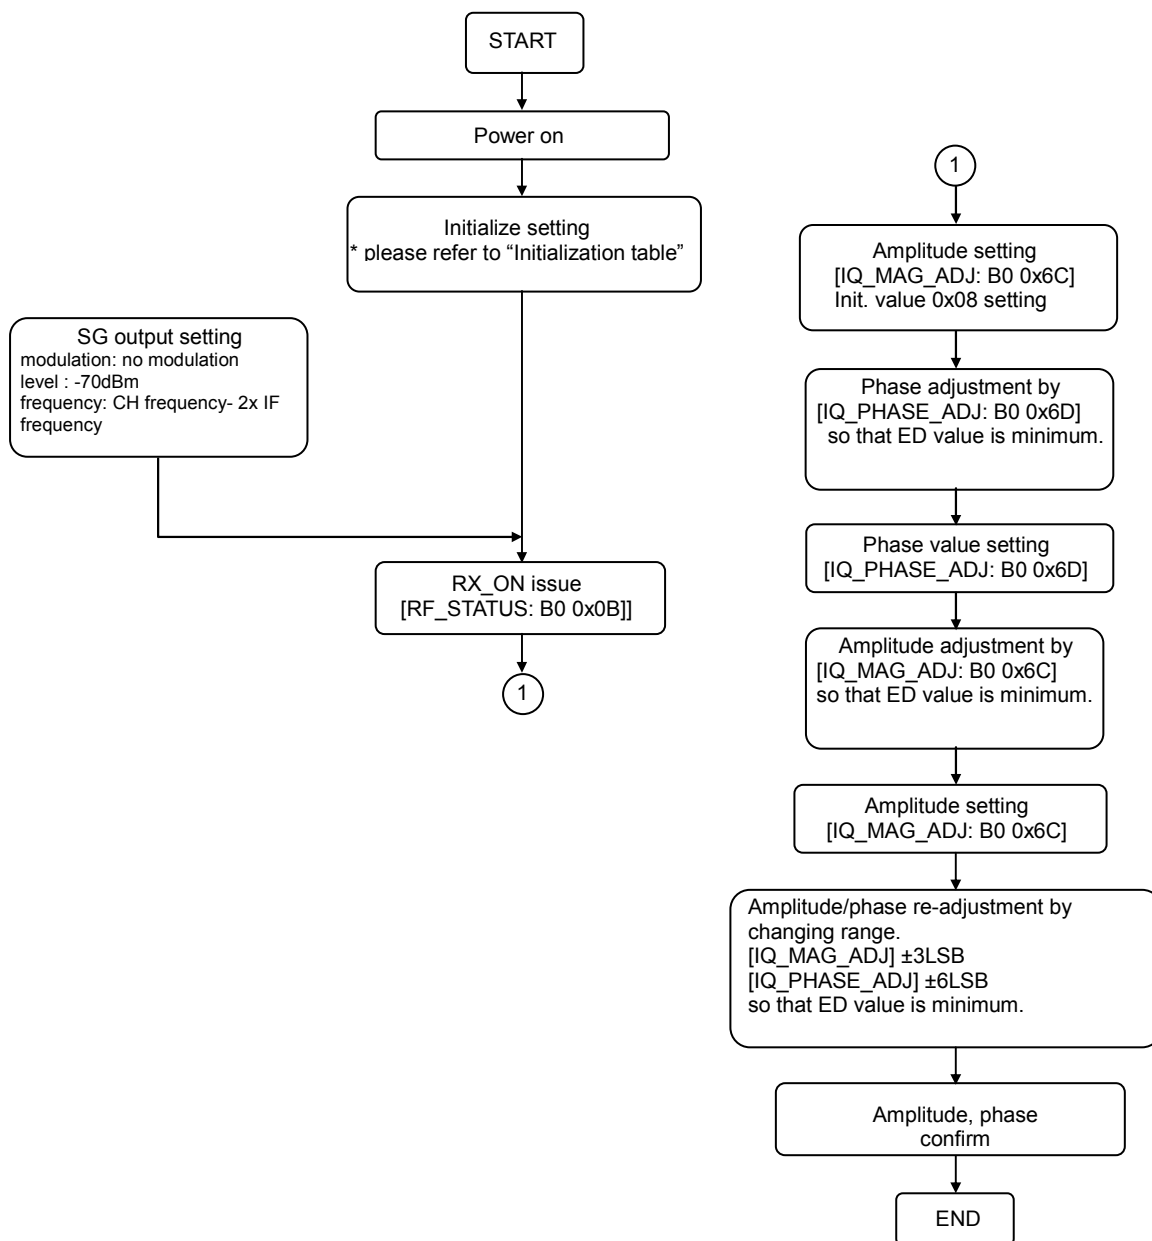 START
Power on
Initialize setting
* please refer to “Initialization table”
SG output setting
modulation: no modulation
level : -70dBm
frequency: CH frequency- 2x IF
frequency
RX_ON issue
[RF_STATUS: B0 0x0B]]
1
1
Amplitude setting
[IQ_MAG_ADJ: B0 0x6C]
Init. value 0x08 setting
Phase adjustment by
[IQ_PHASE_ADJ: B0 0x6D]
so that ED value is minimum.
Phase value setting
[IQ_PHASE_ADJ: B0 0x6D]
Amplitude adjustment by
[IQ_MAG_ADJ: B0 0x6C]
so that ED value is minimum.
Amplitude setting
[IQ_MAG_ADJ: B0 0x6C]
Amplitude/phase re-adjustment by
changing range.
[IQ_MAG_ADJ] ±3LSB
[IQ_PHASE_ADJ] ±6LSB
so that ED value is minimum.
Amplitude, phase
confirm
END